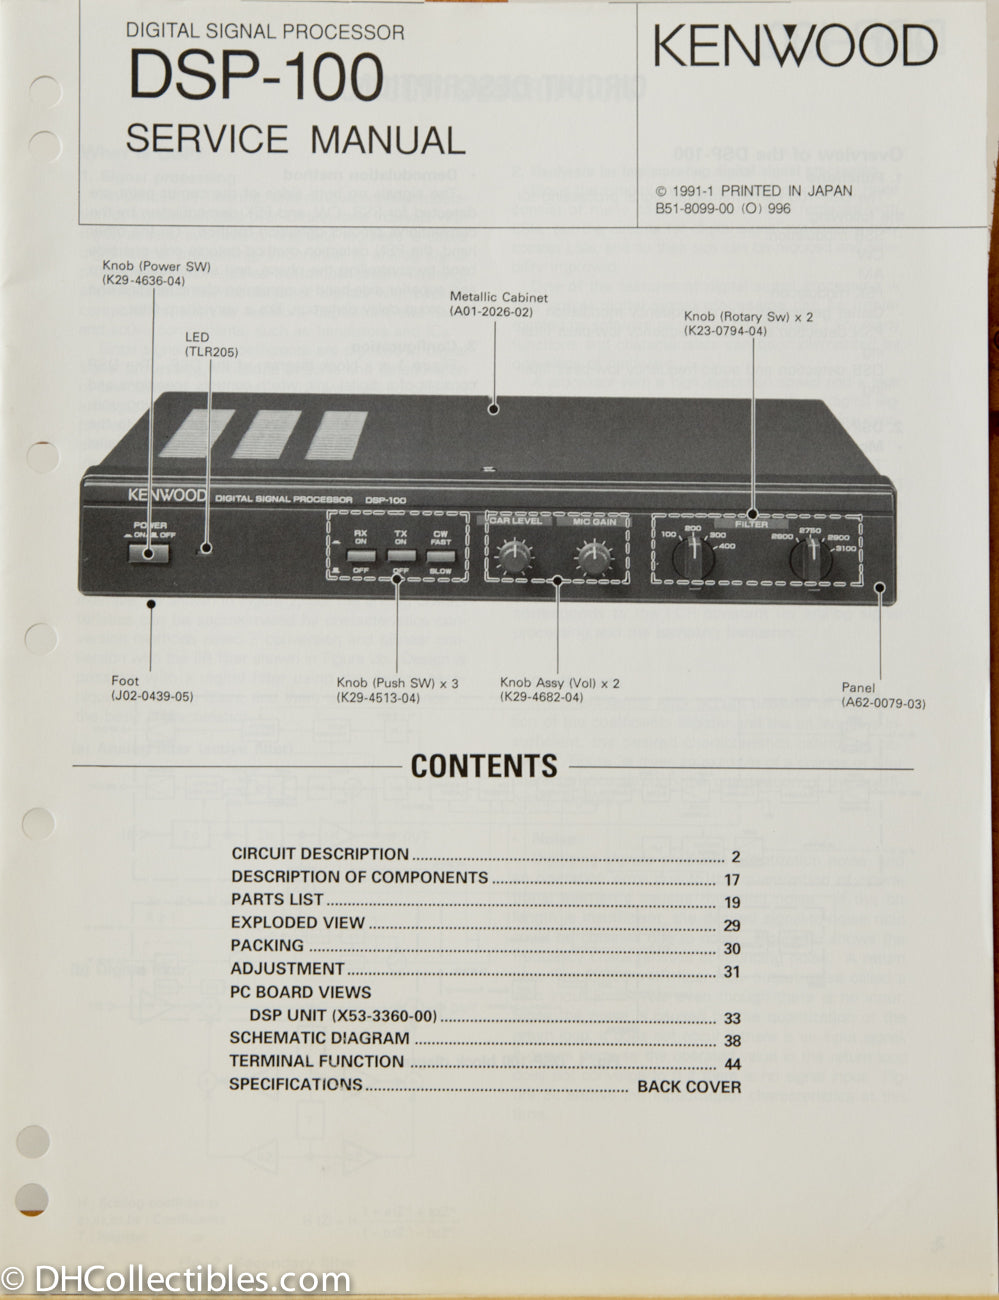 DIGITAL SIGNAL PROCESSOR
DSP-100
SERVICE MANUAL
KENWOOD
© 1991-1 PRINTED IN JAPAN
B51-8099-00 (O) 996
Knob (Power SW)
(K29-4636-04)
LED
(TLR205)
Metallic Cabinet
(A01-2026-02)
Knob (Rotary Sw) x 2
(K23-0794-04)
KENWOOD DIGITAL SIGNAL PROCESSOR DSP-100
POWER
ON OFF
RX TX CW
ON ON FAST
OFF OFF SLOW
CAR LEVEL MIC GAIN
FILTER
100 200 300 400
2600 2750 2900 3100
Foot
(J02-0439-05)
Knob (Push SW) x 3
(K29-4513-04)
Knob Assy (Vol) x 2
(K29-4682-04)
Panel
(A62-0079-03)
CONTENTS
CIRCUIT DESCRIPTION ........ 2
DESCRIPTION OF COMPONENTS ........ 17
PARTS LIST ........ 19
EXPLODED VIEW ........ 29
PACKING ........ 30
ADJUSTMENT ........ 31
PC BOARD VIEWS
DSP UNIT (X53-3360-00) ........ 33
SCHEMATIC DIAGRAM ........ 38
TERMINAL FUNCTION ........ 44
SPECIFICATIONS ........ BACK COVER
© DHCollectibles.com